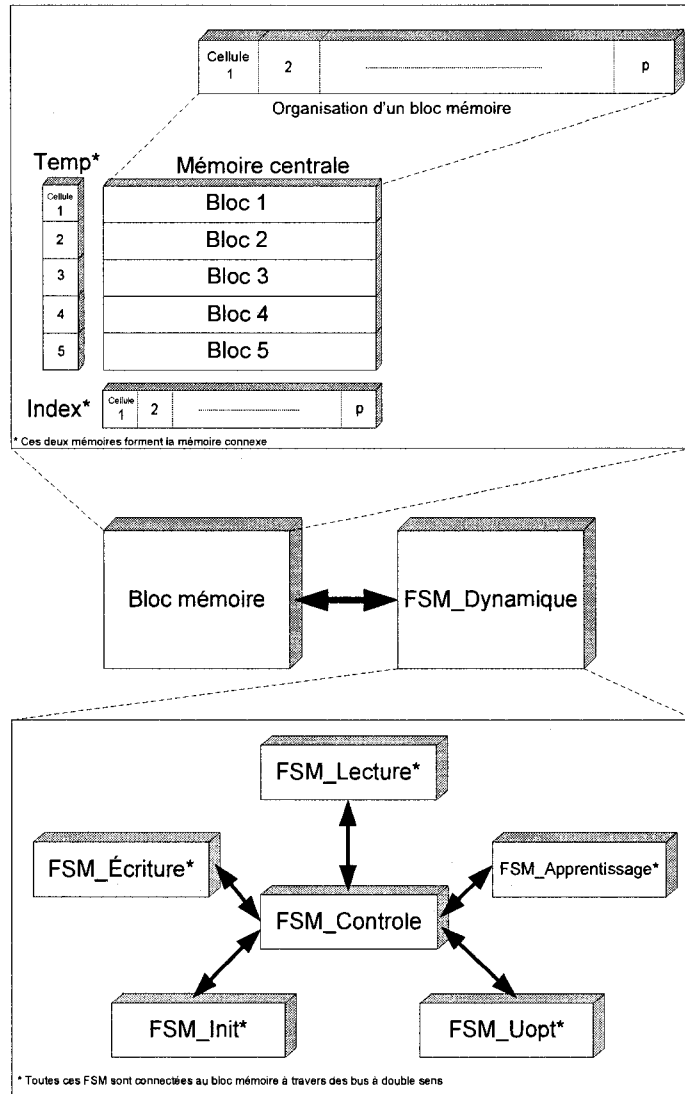 Cellule 1 2 p
Organisation d'un bloc mémoire
Temp*
Mémoire centrale
Cellule 1
2
3
4
5
Bloc 1
Bloc 2
Bloc 3
Bloc 4
Bloc 5
Index*
Cellule 1 2 p
* Ces deux mémoires forment la mémoire connexe
Bloc mémoire
FSM_Dynamique
FSM_Lecture*
FSM_Écriture*
FSM_Apprentissage*
FSM_Controle
FSM_Init*
FSM_Uopt*
* Toutes ces FSM sont connectées au bloc mémoire à travers des bus à double sens